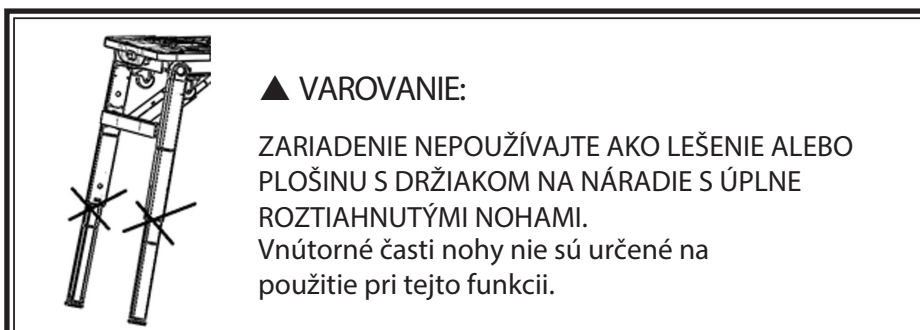 ▲ VAROVANIE:
ZARIADENIE NEPOUŽÍVAJTE AKO LEŠENIE ALEBO
PLOŠINU S DRŽIAKOM NA NÁRADIE S ÚPLNE
ROZTIAHNUTÝMI NOHAMI.
Vnútorné časti nohy nie sú určené na
použitie pri tejto funkcii.